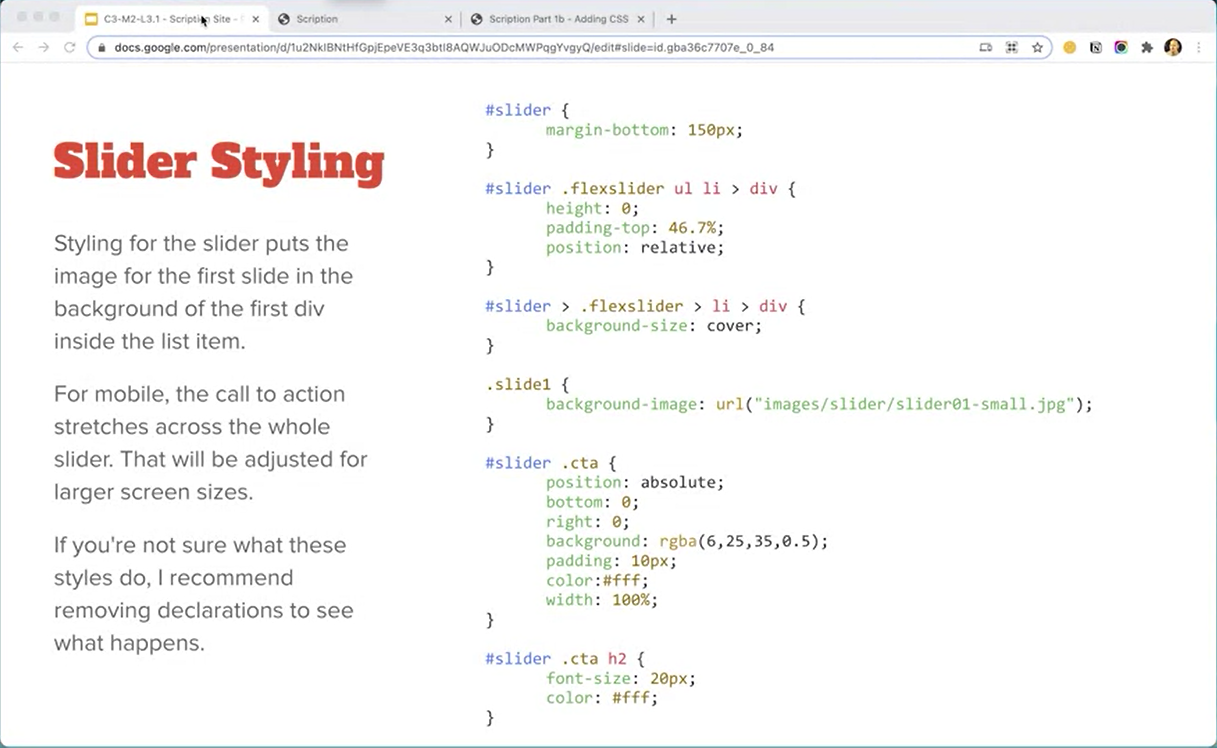 C3-M2-L3.1 - Scription Site -
Scription
Scription Part 1b - Adding CSS
docs.google.com/presentation/d/1u2NkIBNtHfGpjEpeVE3q3btI8AQWJuODcMWPqgYvgyQ/edit#slide=id.gba36c7707e_0_84
Slider Styling
Styling for the slider puts the
image for the first slide in the
background of the first div
inside the list item.
For mobile, the call to action
stretches across the whole
slider. That will be adjusted for
larger screen sizes.
If you're not sure what these
styles do, I recommend
removing declarations to see
what happens.
#slider {
margin-bottom: 150px;
}
#slider .flexslider ul li > div {
height: 0;
padding-top: 46.7%;
position: relative;
}
#slider > .flexslider > li > div {
background-size: cover;
}
.slide1 {
background-image: url("images/slider/slider01-small.jpg");
}
#slider .cta {
position: absolute;
bottom: 0;
right: 0;
background: rgba(6,25,35,0.5);
padding: 10px;
color:#fff;
width: 100%;
}
#slider .cta h2 {
font-size: 20px;
color: #fff;
}